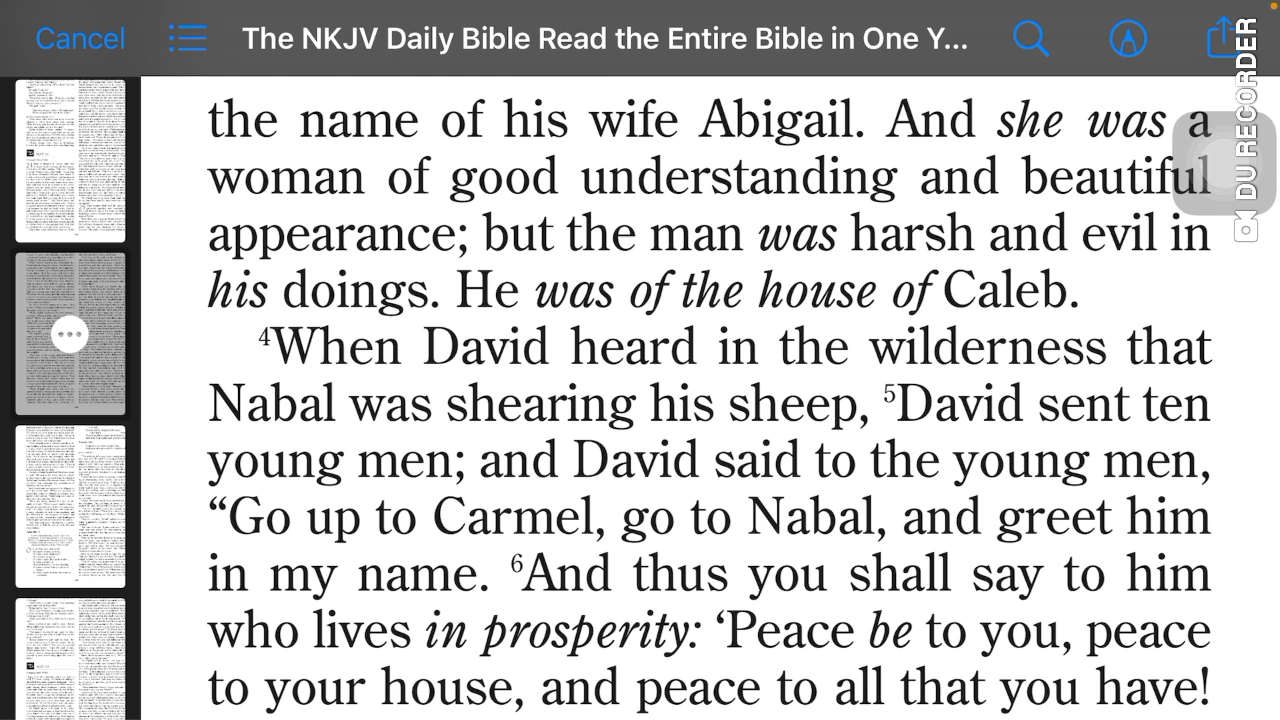 Cancel
The NKJV Daily Bible Read the Entire Bible in One Y...
DU RECORDER
the name of his wife Abigail. And she was a
woman of good understanding and beautiful
appearance; but the man was harsh and evil in
his doings. He was of the house of Caleb.
4When David heard in the wilderness that
Nabal was shearing his sheep, 5David sent ten
young men; and David said to the young men,
“Go up to Carmel, go to Nabal, and greet him
in my name. 6And thus you shall say to him
who lives in prosperity: ‘Peace be to you, peace
to your house, and peace to all that you have!